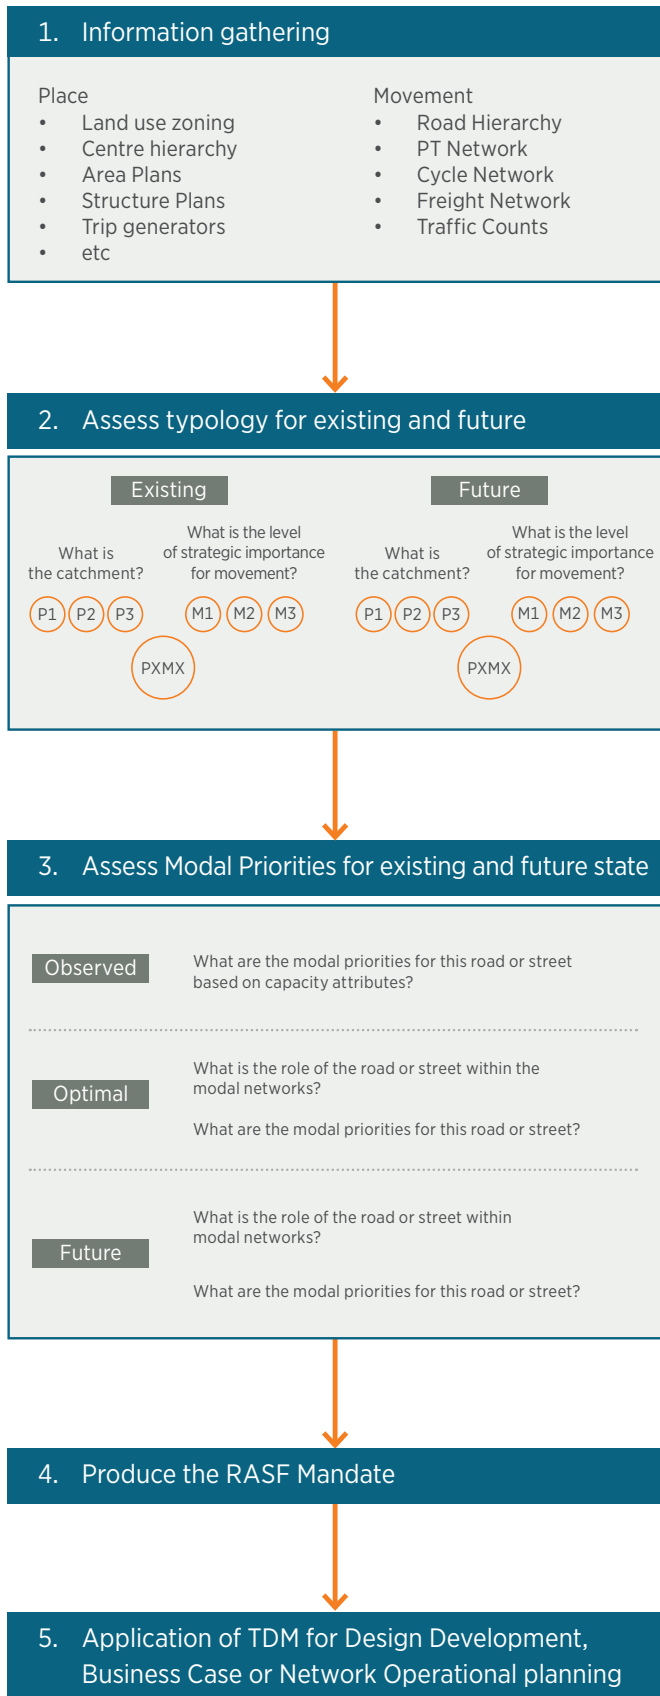 1. Information gathering
Place
• Land use zoning
• Centre hierarchy
• Area Plans
• Structure Plans
• Trip generators
• etc
Movement
• Road Hierarchy
• PT Network
• Cycle Network
• Freight Network
• Traffic Counts
2. Assess typology for existing and future
Existing
What is
the catchment?
P1 P2 P3
What is the level
of strategic importance
for movement?
M1 M2 M3
PXMX
Future
What is
the catchment?
P1 P2 P3
What is the level
of strategic importance
for movement?
M1 M2 M3
PXMX
3. Assess Modal Priorities for existing and future state
Observed
What are the modal priorities for this road or street
based on capacity attributes?
Optimal
What is the role of the road or street within the
modal networks?
What are the modal priorities for this road or street?
Future
What is the role of the road or street within
modal networks?
What are the modal priorities for this road or street?
4. Produce the RASF Mandate
5. Application of TDM for Design Development,
Business Case or Network Operational planning